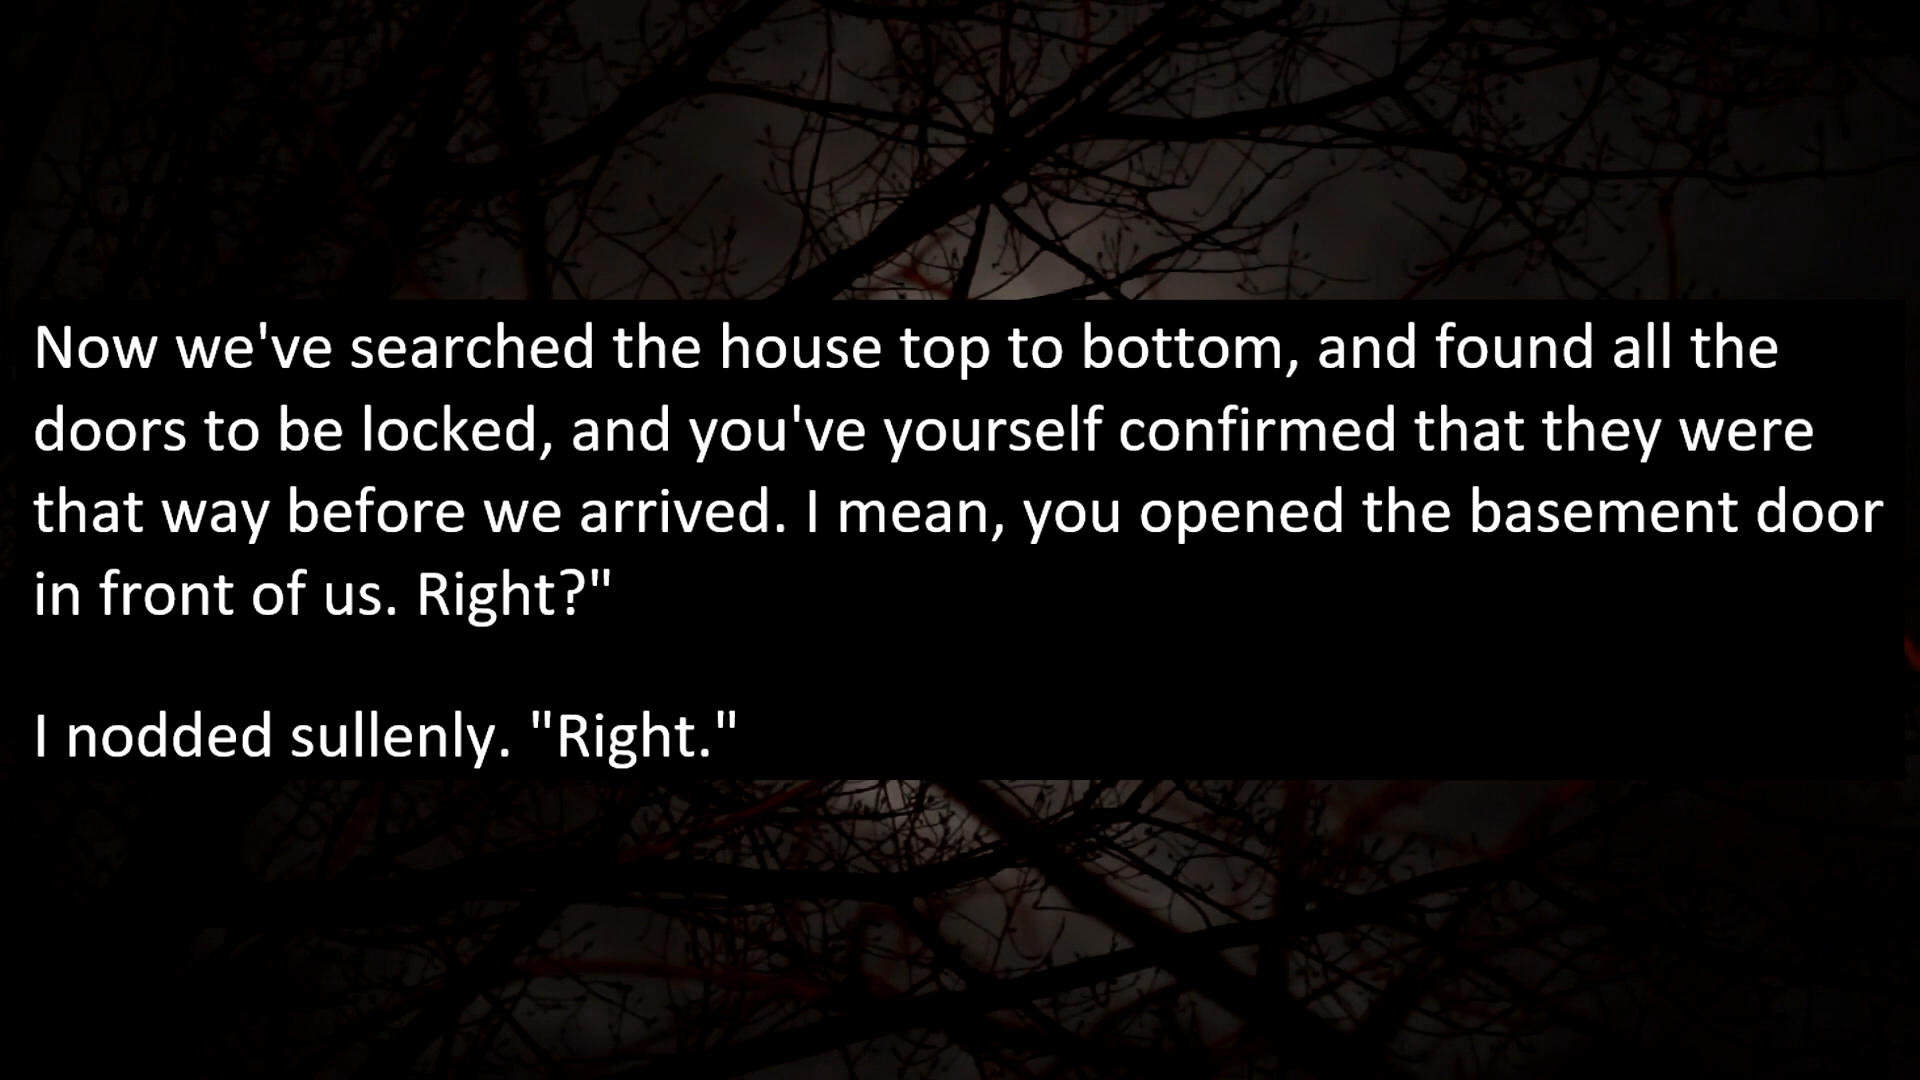 Now we've searched the house top to bottom, and found all the
doors to be locked, and you've yourself confirmed that they were
that way before we arrived. I mean, you opened the basement door
in front of us. Right?"
I nodded sullenly. "Right."